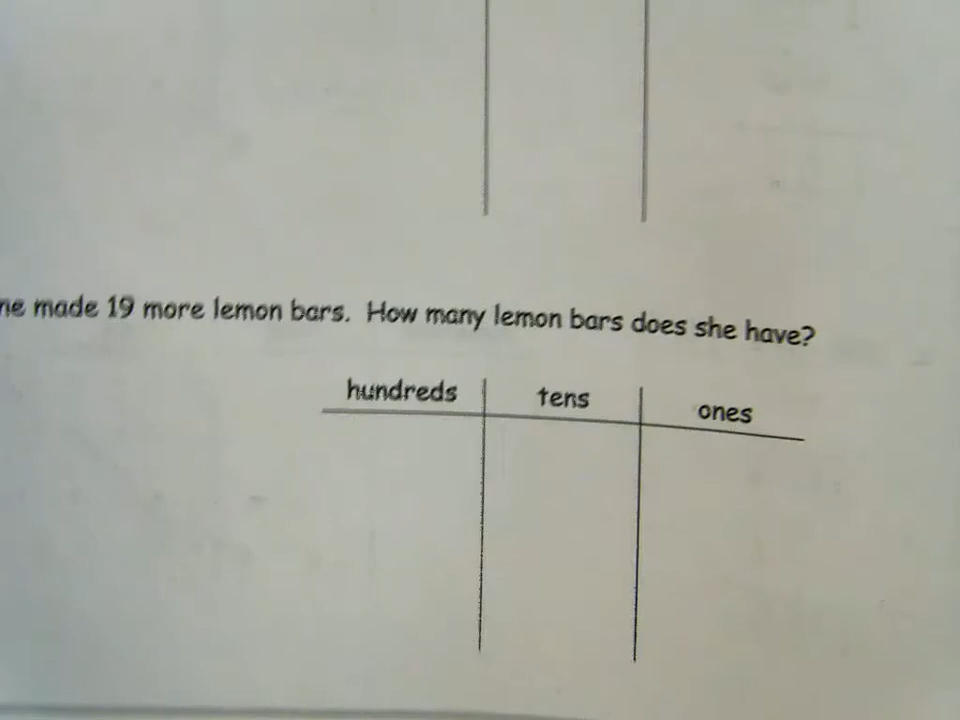 made 19 more lemon bars. How many lemon bars does she have?
hundreds tens ones